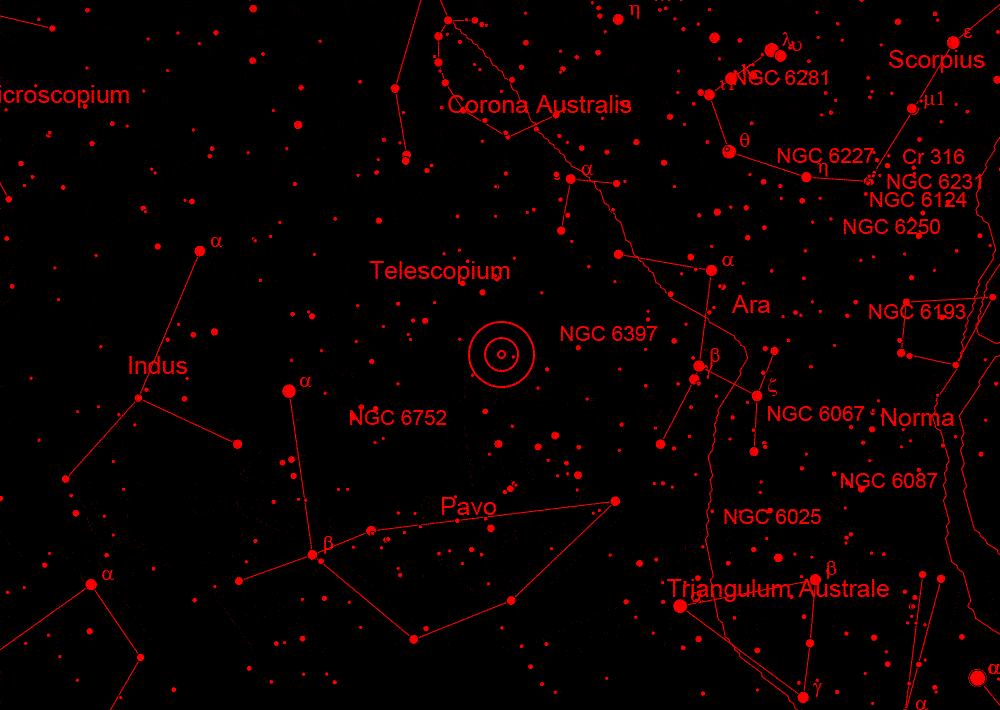 η
ε
λ
υ
Scorpius
κ
NGC 6281
icroscopium
μ1
Corona Australis
θ
NGC 6227
Cr 316
η
α
NGC 6231
NGC 6124
NGC 6250
α
α
Telescopium
Ara
NGC 6193
NGC 6397
β
Indus
γ
α
ζ
NGC 6752
NGC 6067
Norma
NGC 6087
Pavo
NGC 6025
β
α
β
Triangulum Australe
α
γ
α
α